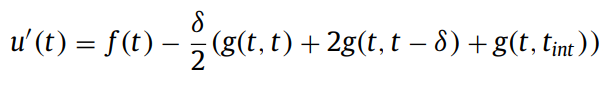 u′(t) = f(t) − δ/2 (g(t, t) + 2g(t, t − δ) + g(t, t_int))